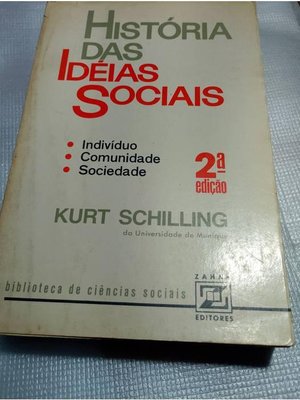 HISTÓRIA
DAS
IDÉIAS
SOCIAIS
• Indivíduo
• Comunidade
• Sociedade
2ª
edição
KURT SCHILLING
da Universidade de Munique
biblioteca de ciências sociais
ZAHAR
EDITORES